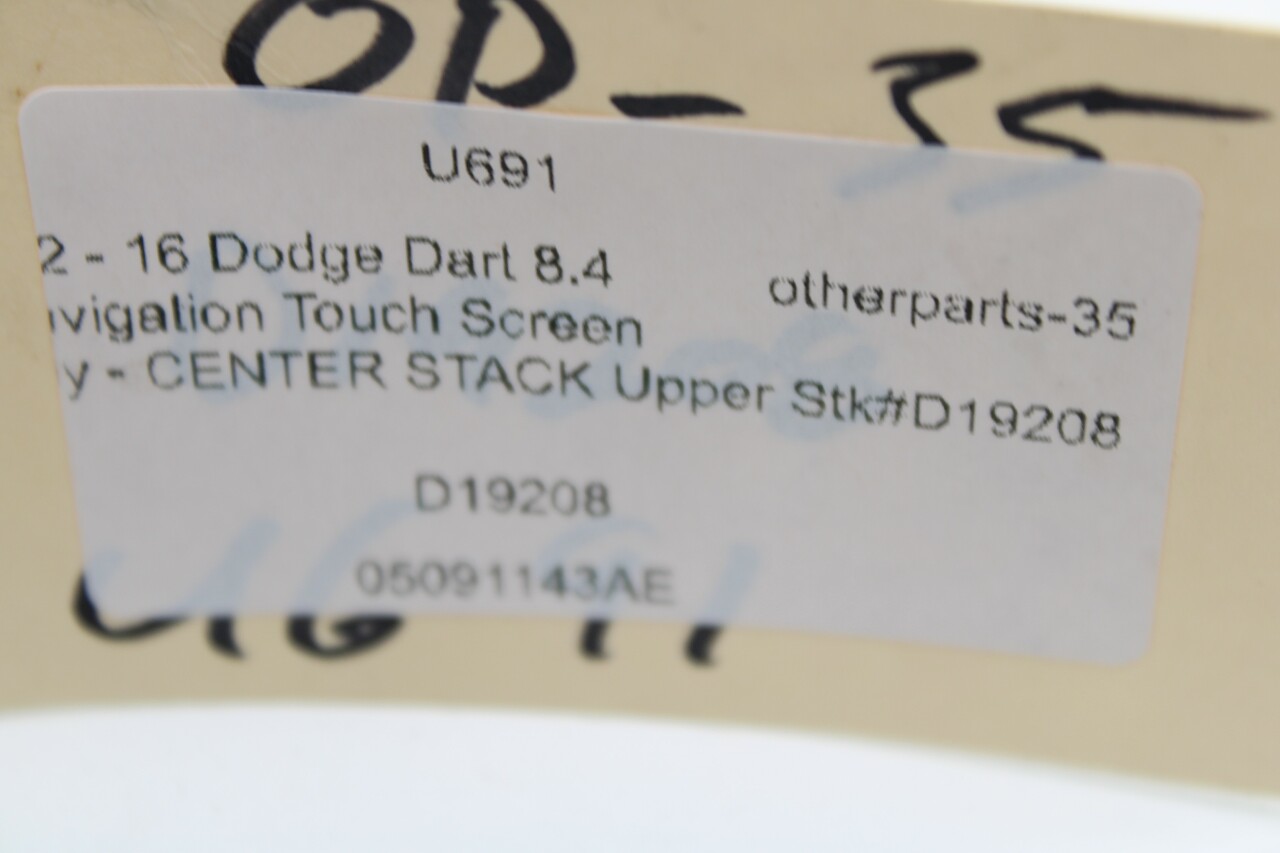 OP-35
U691
2 - 16 Dodge Dart 8.4
otherparts-35
vigation Touch Screen
y - CENTER STACK Upper Stk#D19208
D19208
05091143AE
U691